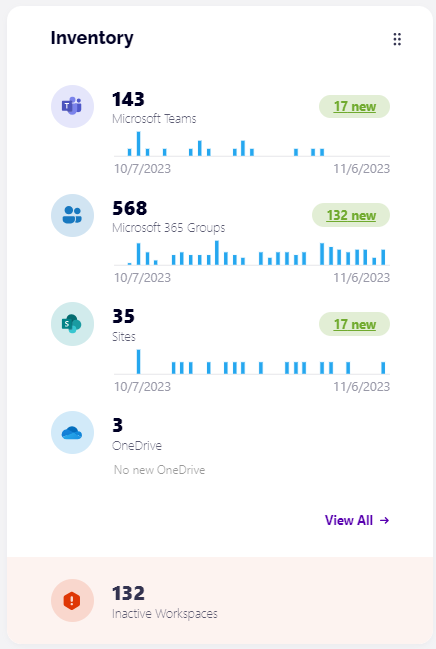 Inventory
143
17 new
Microsoft Teams
10/7/2023 11/6/2023
568
132 new
Microsoft 365 Groups
10/7/2023 11/6/2023
35
17 new
Sites
10/7/2023 11/6/2023
3
OneDrive
No new OneDrive
View All →
132
Inactive Workspaces